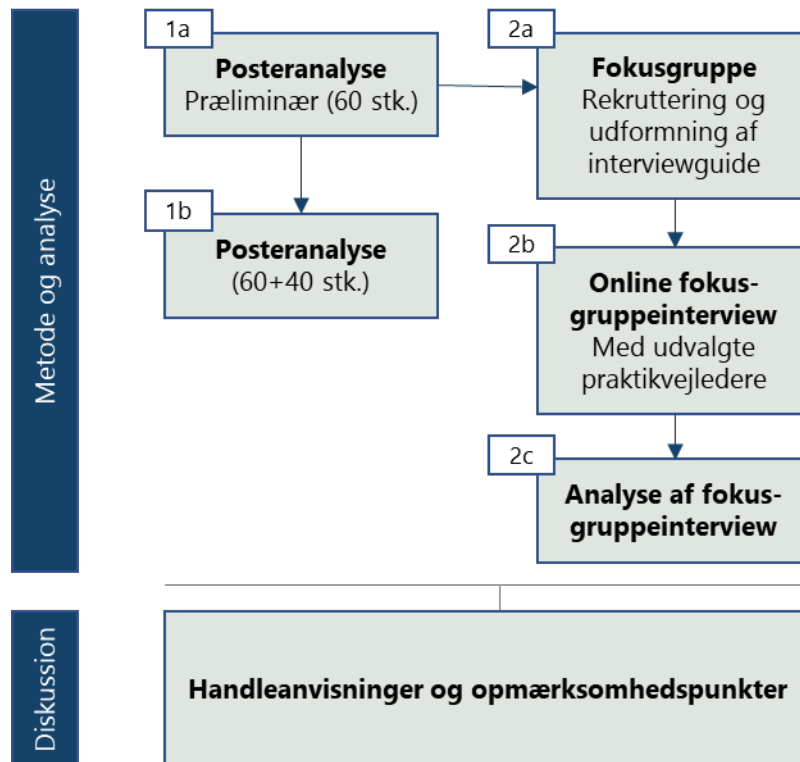 Metode og analyse
1a
Posteranalyse
Præliminær (60 stk.)
1b
Posteranalyse
(60+40 stk.)
2a
Fokusgruppe
Rekruttering og
udformning af
interviewguide
2b
Online fokus-
gruppeinterview
Med udvalgte
praktikvejledere
2c
Analyse af fokus-
gruppeinterview
Diskussion
Handleanvisninger og opmærksomhedspunkter